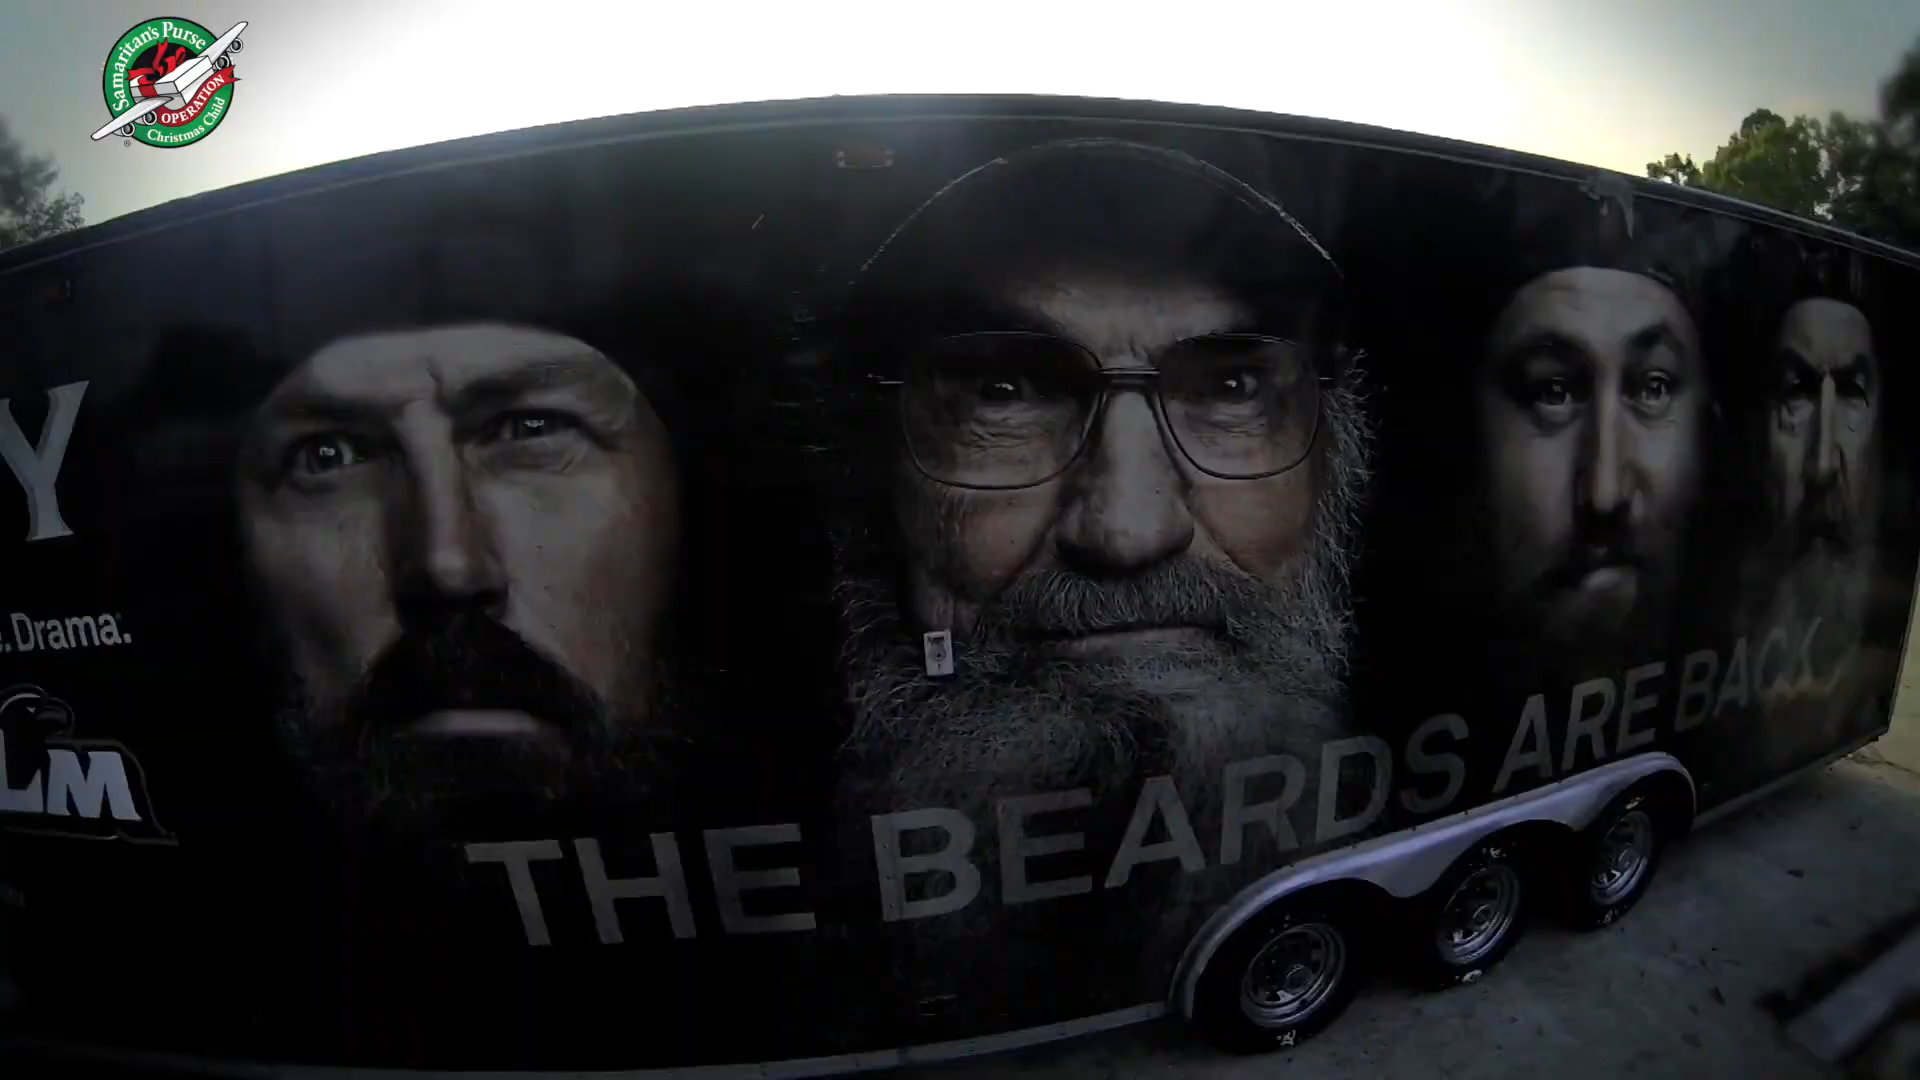 Samaritan's Purse
OPERATION
Christmas Child
®
Y
e.Drama.
LM
THE BEARDS ARE BACK